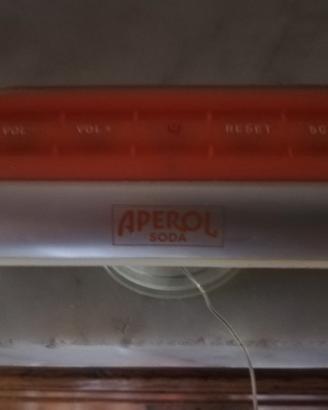 VOL VOL+ RESET
APEROL
SODA